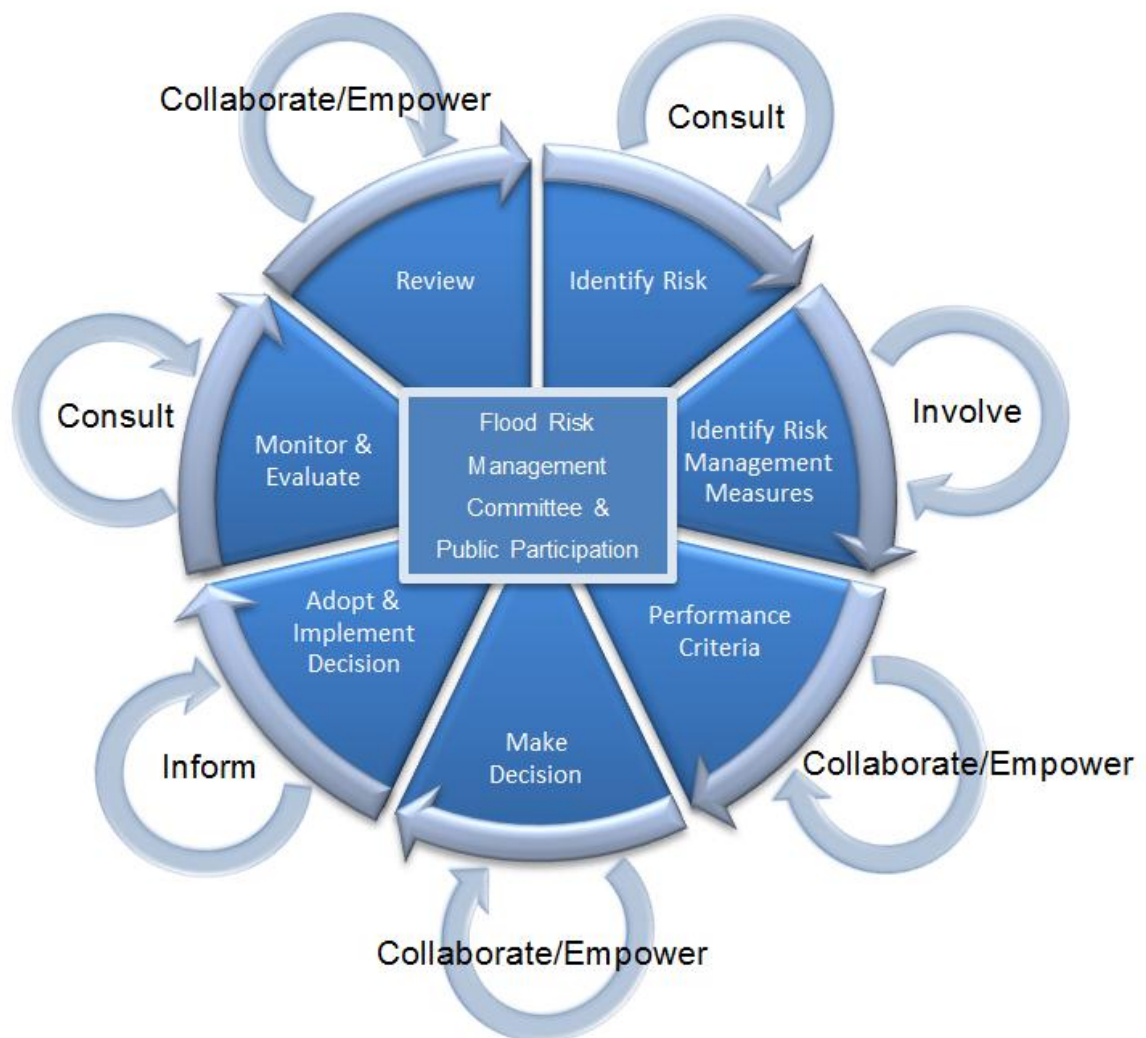 Collaborate/Empower
Consult
Review
Identify Risk
Consult
Involve
Monitor &
Evaluate
Flood Risk
Management
Committee &
Public Participation
Identify Risk
Management
Measures
Adopt &
Implement
Decision
Performance
Criteria
Make
Decision
Inform
Collaborate/Empower
Collaborate/Empower